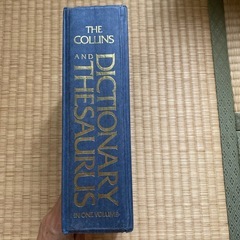 THE
COLLINS
DICTIONARY
AND
THESAURUS
IN ONE VOLUME